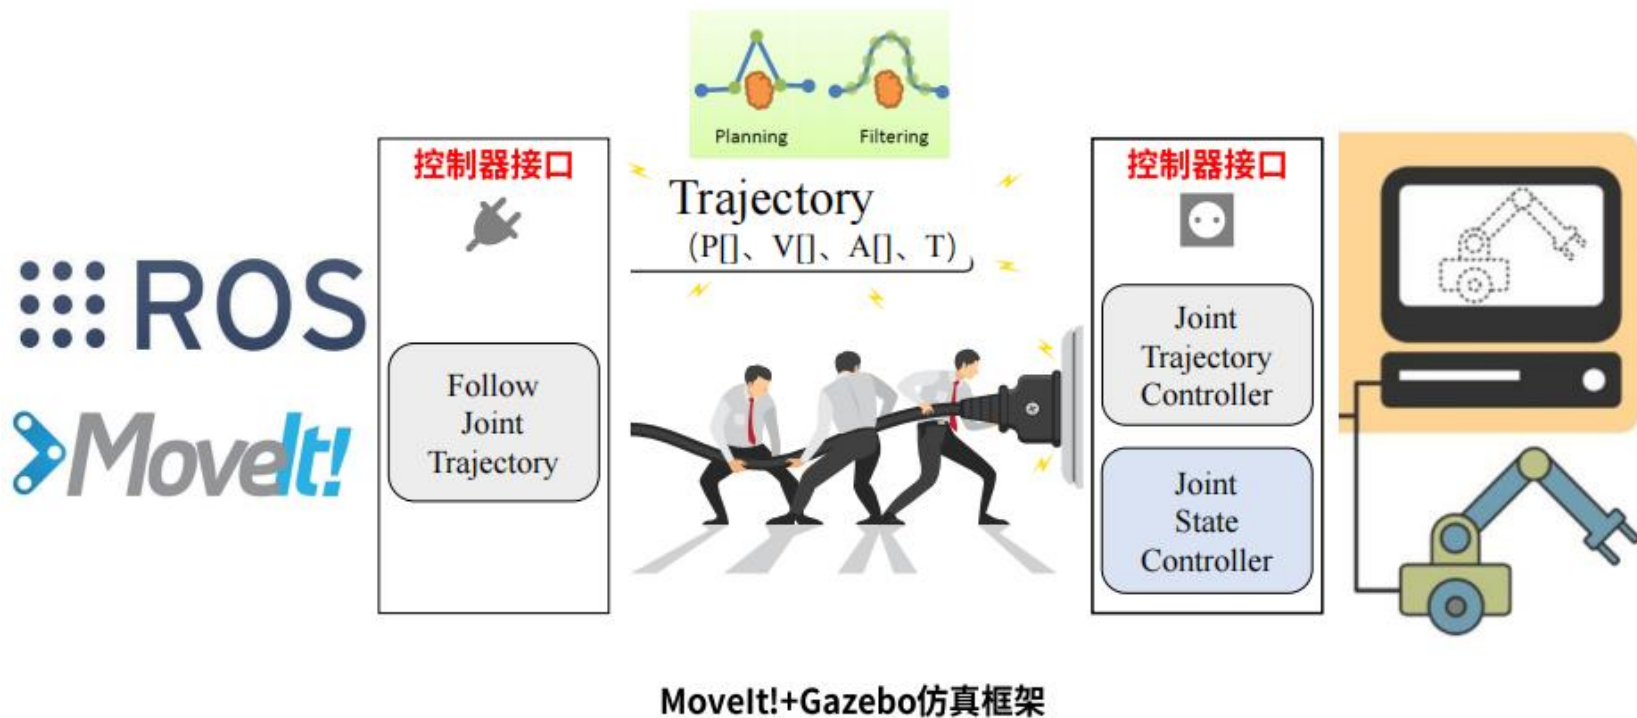 Planning
Filtering
控制器接口
控制器接口
Trajectory
（P[]、V[]、A[]、T）
ROS
MoveIt!
Follow
Joint
Trajectory
Joint
Trajectory
Controller
Joint
State
Controller
MoveIt!+Gazebo仿真框架